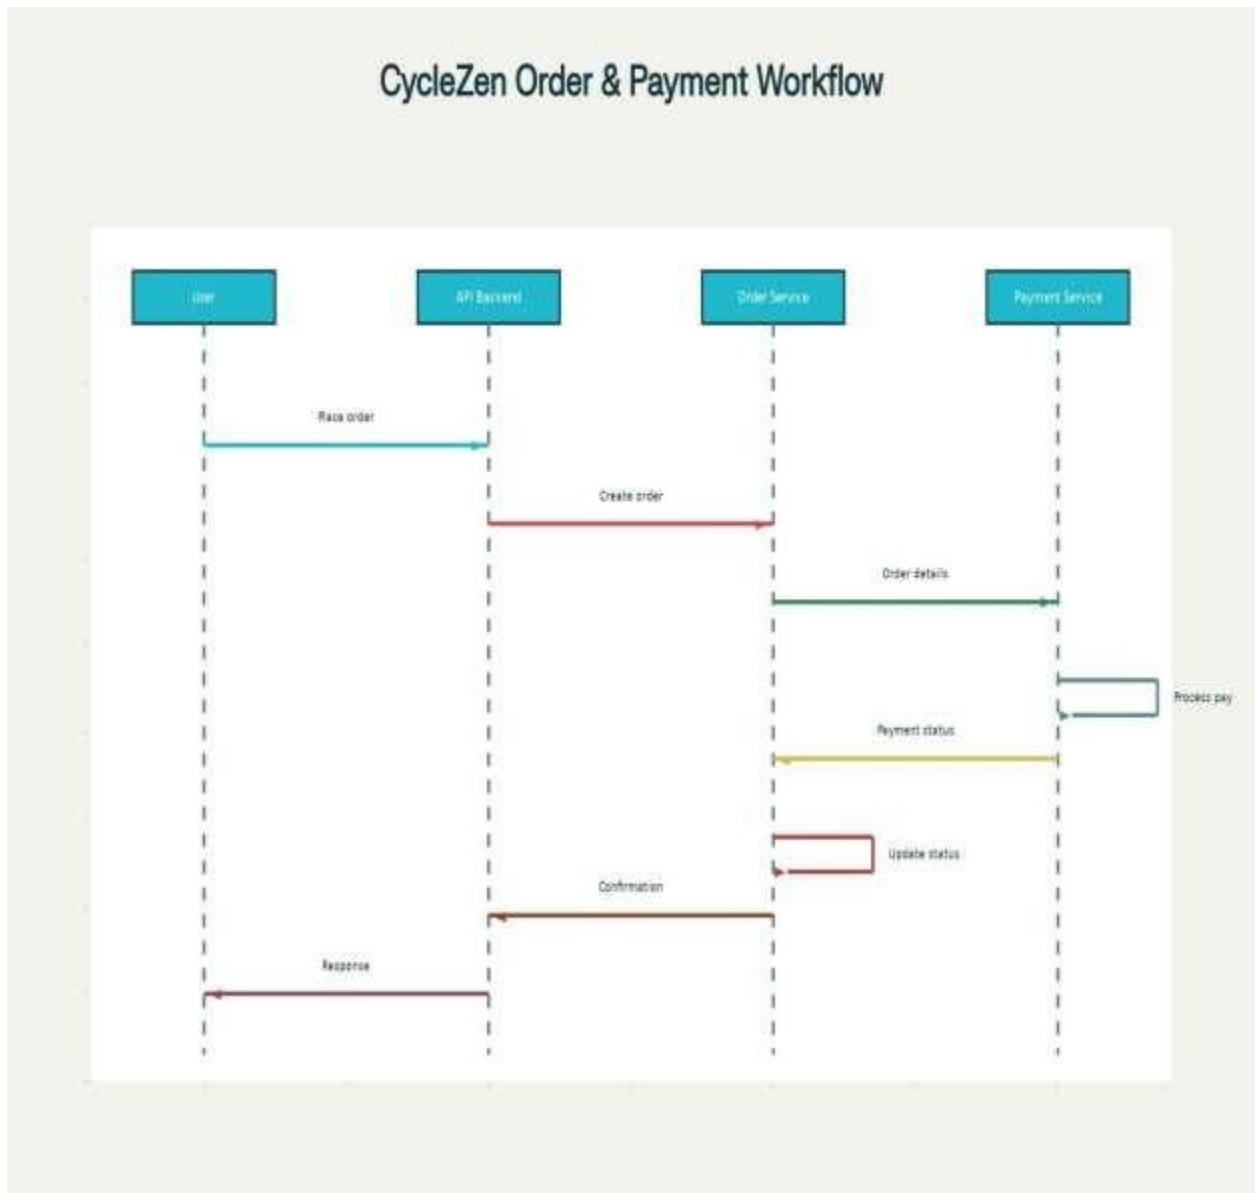 CycleZen Order & Payment Workflow
User
API Backend
Order Service
Payment Service
Place order
Create order
Order details
Process pay
Payment status
Update status
Confirmation
Response